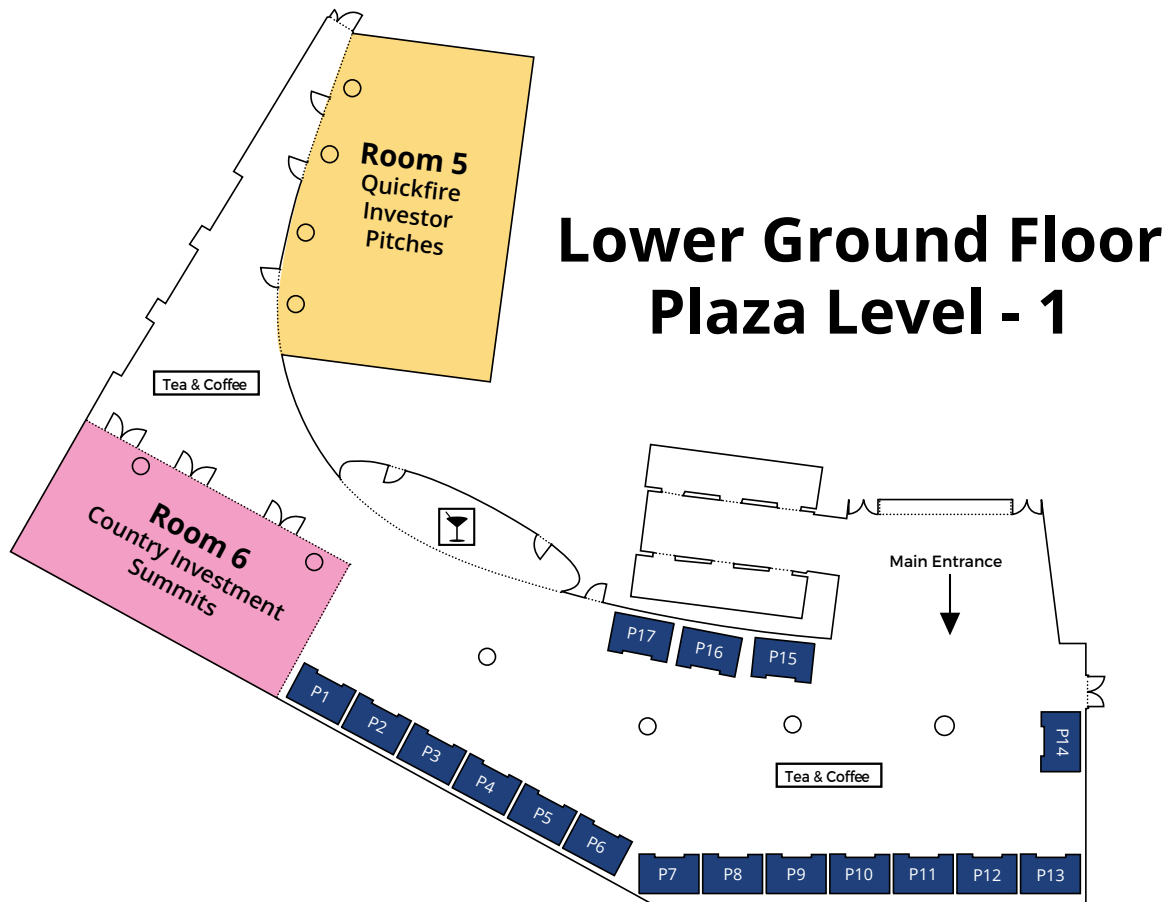 Room 5
Quickfire
Investor
Pitches
Lower Ground Floor
Plaza Level - 1
Tea & Coffee
Room 6
Country Investment
Summits
Main Entrance
P17
P16
P15
P1
P2
P3
P4
P5
P6
P14
Tea & Coffee
P7
P8
P9
P10
P11
P12
P13